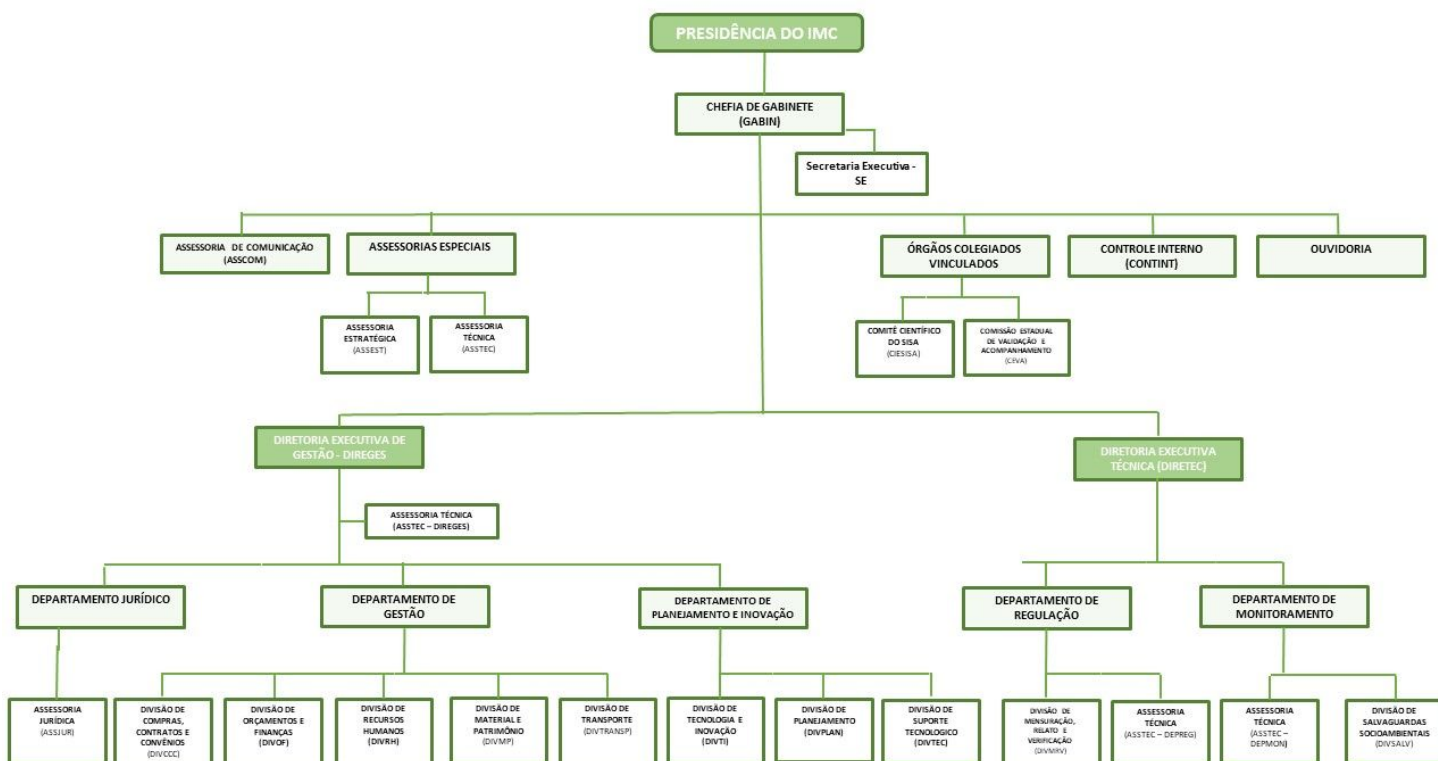 PRESIDÊNCIA DO IMC
CHEFIA DE GABINETE
(GABIN)
Secretaria Executiva -
SE
ASSESSORIA DE COMUNICAÇÃO
(ASSCOM)
ASSESSORIAS ESPECIAIS
ÓRGÃOS COLEGIADOS
VINCULADOS
CONTROLE INTERNO
(CONTINT)
OUVIDORIA
ASSESSORIA
ESTRATÉGICA
(ASSEST)
ASSESSORIA
TÉCNICA
(ASSTEC)
COMITÊ CIENTÍFICO
DO SISA
(CIESISA)
COMISSÃO ESTADUAL
DE VALIDAÇÃO E
ACOMPANHAMENTO
(CEVA)
DIRETORIA EXECUTIVA DE
GESTÃO - DIREGES
DIRETORIA EXECUTIVA
TÉCNICA (DIRETEC)
ASSESSORIA TÉCNICA
(ASSTEC – DIREGES)
DEPARTAMENTO JURÍDICO
DEPARTAMENTO DE
GESTÃO
DEPARTAMENTO DE
PLANEJAMENTO E INOVAÇÃO
DEPARTAMENTO DE
REGULAÇÃO
DEPARTAMENTO DE
MONITORAMENTO
ASSESSORIA
JURÍDICA
(ASSJUR)
DIVISÃO DE
COMPRAS,
CONTRATOS E
CONVÊNIOS
(DIVCCC)
DIVISÃO DE
ORÇAMENTOS E
FINANÇAS
(DIVOF)
DIVISÃO DE
RECURSOS
HUMANOS
(DIVRH)
DIVISÃO DE
MATERIAL E
PATRIMÔNIO
(DIVMP)
DIVISÃO DE
TRANSPORTE
(DIVTRANSP)
DIVISÃO DE
TECNOLOGIA E
INOVAÇÃO
(DIVTI)
DIVISÃO DE
PLANEJAMENTO
(DIVPLAN)
DIVISÃO DE
SUPORTE
TECNOLOGICO
(DIVTEC)
DIVISÃO DE
MENSURAÇÃO,
RELATO E
VERIFICAÇÃO
(DIVMRV)
ASSESSORIA
TÉCNICA
(ASSTEC – DEPREG)
ASSESSORIA
TÉCNICA
(ASSTEC –
DEPMON)
DIVISÃO DE
SALVAGUARDAS
SOCIOAMBIENTAIS
(DIVSALV)